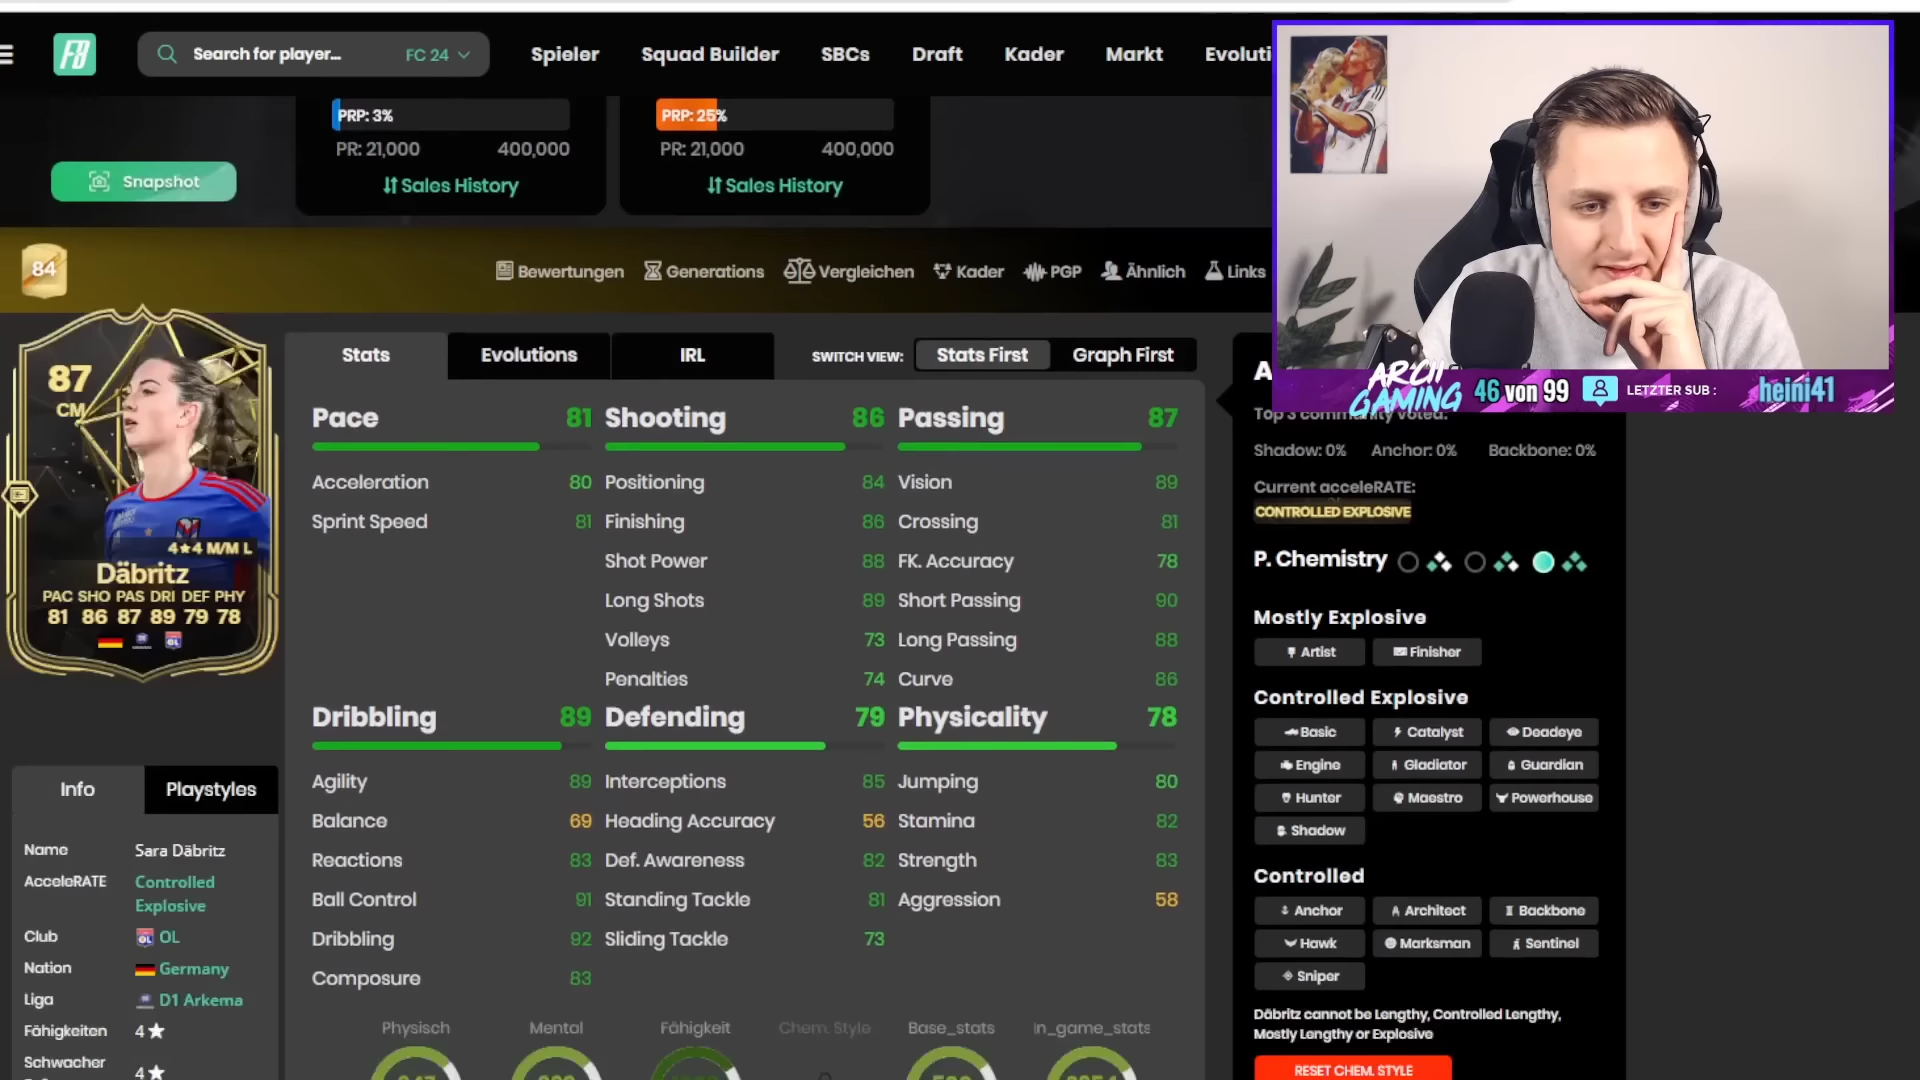 Search for player...
FC 24
Spieler
Squad Builder
SBCs
Draft
Kader
Markt
PRP: 3%
PR: 21,000
400,000
Sales History
PRP: 25%
PR: 21,000
400,000
Sales History
Snapshot
84
Bewertungen
Generations
Vergleichen
Kader
PGP
Ähnlich
Links
87
CM
4★4 M/M L
Däbritz
PAC SHO PAS DRI DEF PHY
81 86 87 89 79 78
Stats
Evolutions
IRL
SWITCH VIEW:
Stats First
Graph First
Pace 81
Acceleration 80
Sprint Speed 81
Shooting 86
Positioning 84
Finishing 86
Shot Power 88
Long Shots 89
Volleys 73
Penalties 74
Passing 87
Vision 89
Crossing 81
FK. Accuracy 78
Short Passing 90
Long Passing 88
Curve 86
Dribbling 89
Agility 89
Balance 69
Reactions 83
Ball Control 91
Dribbling 92
Composure 83
Defending 79
Interceptions 85
Heading Accuracy 56
Def. Awareness 82
Standing Tackle 81
Sliding Tackle 73
Physicality 78
Jumping 80
Stamina 82
Strength 83
Aggression 58
Physisch
Mental
Fähigkeit
Chem. Style
Base_stats
In_game_stats
Info
Playstyles
Name Sara Däbritz
AcceleRATE Controlled
Explosive
Club OL
Nation Germany
Liga D1 Arkema
Fähigkeiten 4★
Schwacher
4★
ARCII
GAMING
46 von 99
LETZTER SUB :
heini41
Top 3 community voted:
Shadow: 0% Anchor: 0% Backbone: 0%
Current acceleRATE:
CONTROLLED EXPLOSIVE
P. Chemistry
Mostly Explosive
Artist
Finisher
Controlled Explosive
Basic
Catalyst
Deadeye
Engine
Gladiator
Guardian
Hunter
Maestro
Powerhouse
Shadow
Controlled
Anchor
Architect
Backbone
Hawk
Marksman
Sentinel
Sniper
Däbritz cannot be Lengthy, Controlled Lengthy,
Mostly Lengthy or Explosive
RESET CHEM. STYLE